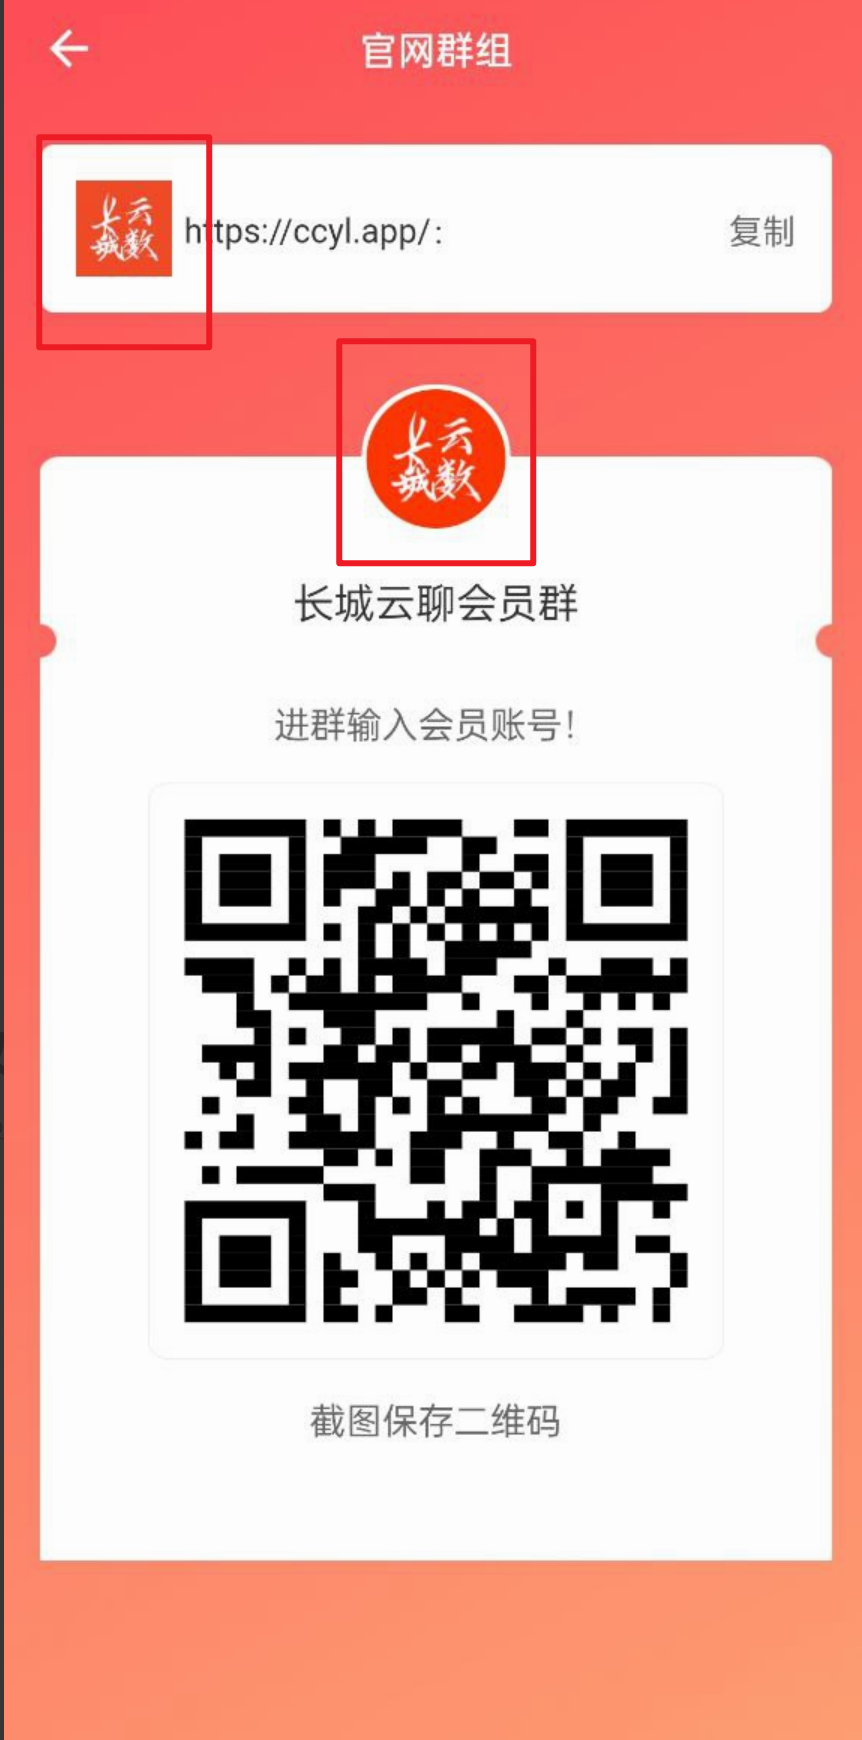 官网群组
长云
城数
https://ccyl.app/:
复制
长云
城数
长城云聊会员群
进群输入会员账号!
截图保存二维码